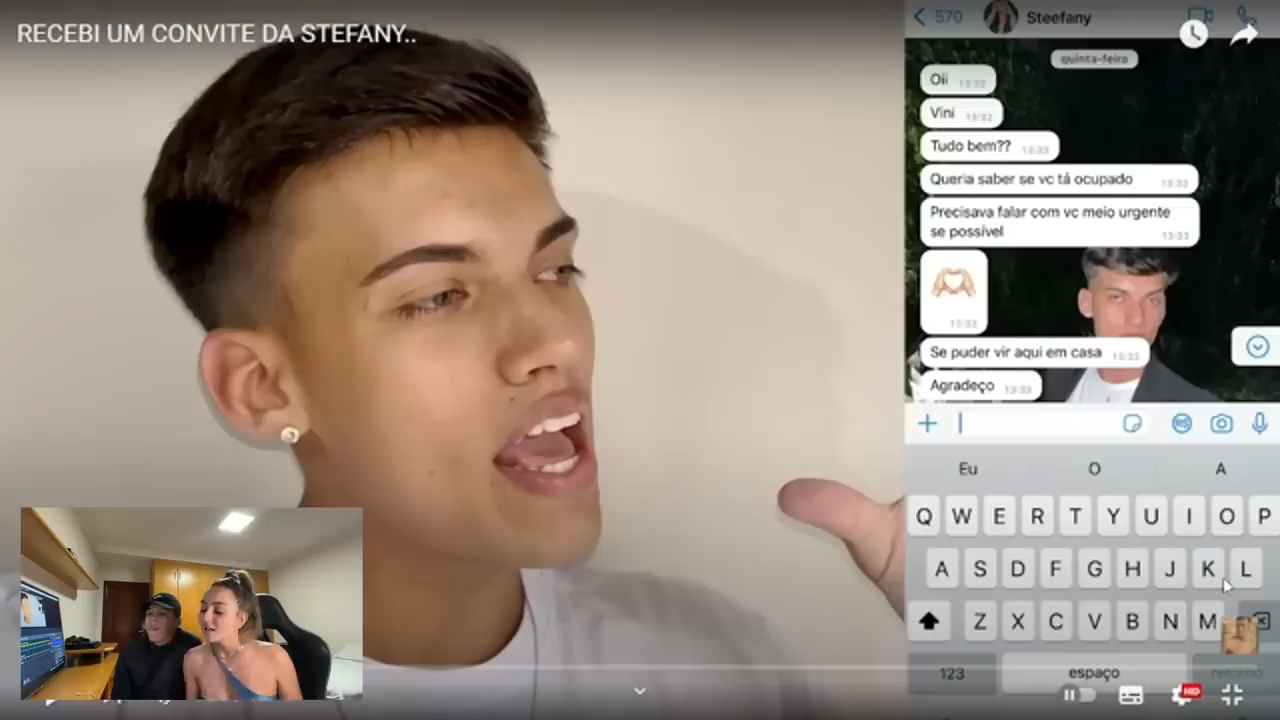 RECEBI UM CONVITE DA STEFANY..
570
Steefany
quinta-feira
Oii 13:32
Vini 13:32
Tudo bem?? 13:33
Queria saber se vc tá ocupado 13:33
Precisava falar com vc meio urgente
se possível 13:33
13:33
Se puder vir aqui em casa 13:33
Agradeço 13:33
Eu O A
Q W E R T Y U I O P
A S D F G H J K L
Z X C V B N M
123 espaço retorno
HD